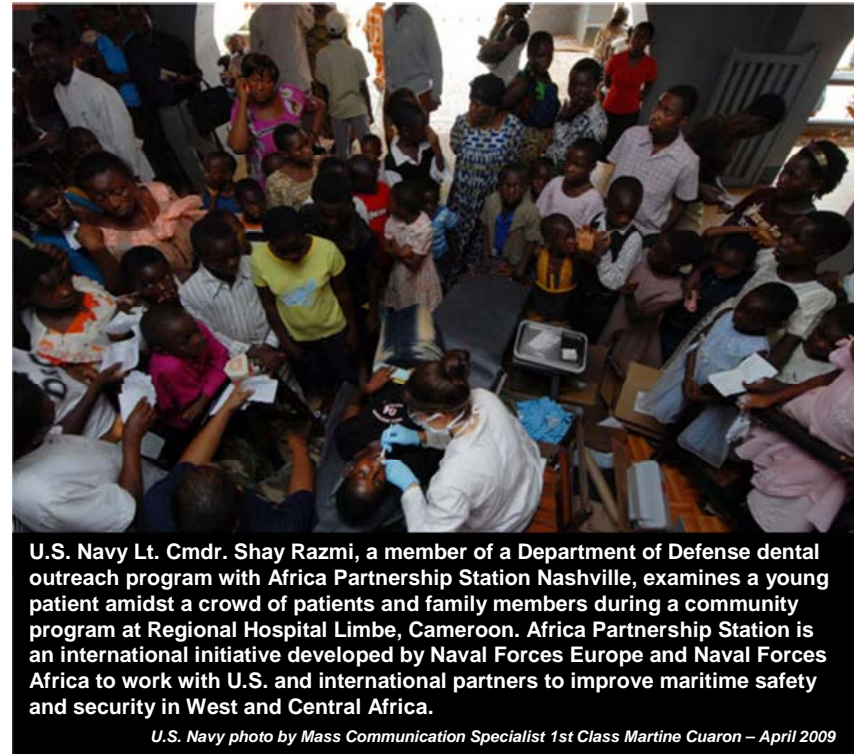 U.S. Navy Lt. Cmdr. Shay Razmi, a member of a Department of Defense dental
outreach program with Africa Partnership Station Nashville, examines a young
patient amidst a crowd of patients and family members during a community
program at Regional Hospital Limbe, Cameroon. Africa Partnership Station is
an international initiative developed by Naval Forces Europe and Naval Forces
Africa to work with U.S. and international partners to improve maritime safety
and security in West and Central Africa.
U.S. Navy photo by Mass Communication Specialist 1st Class Martine Cuaron – April 2009